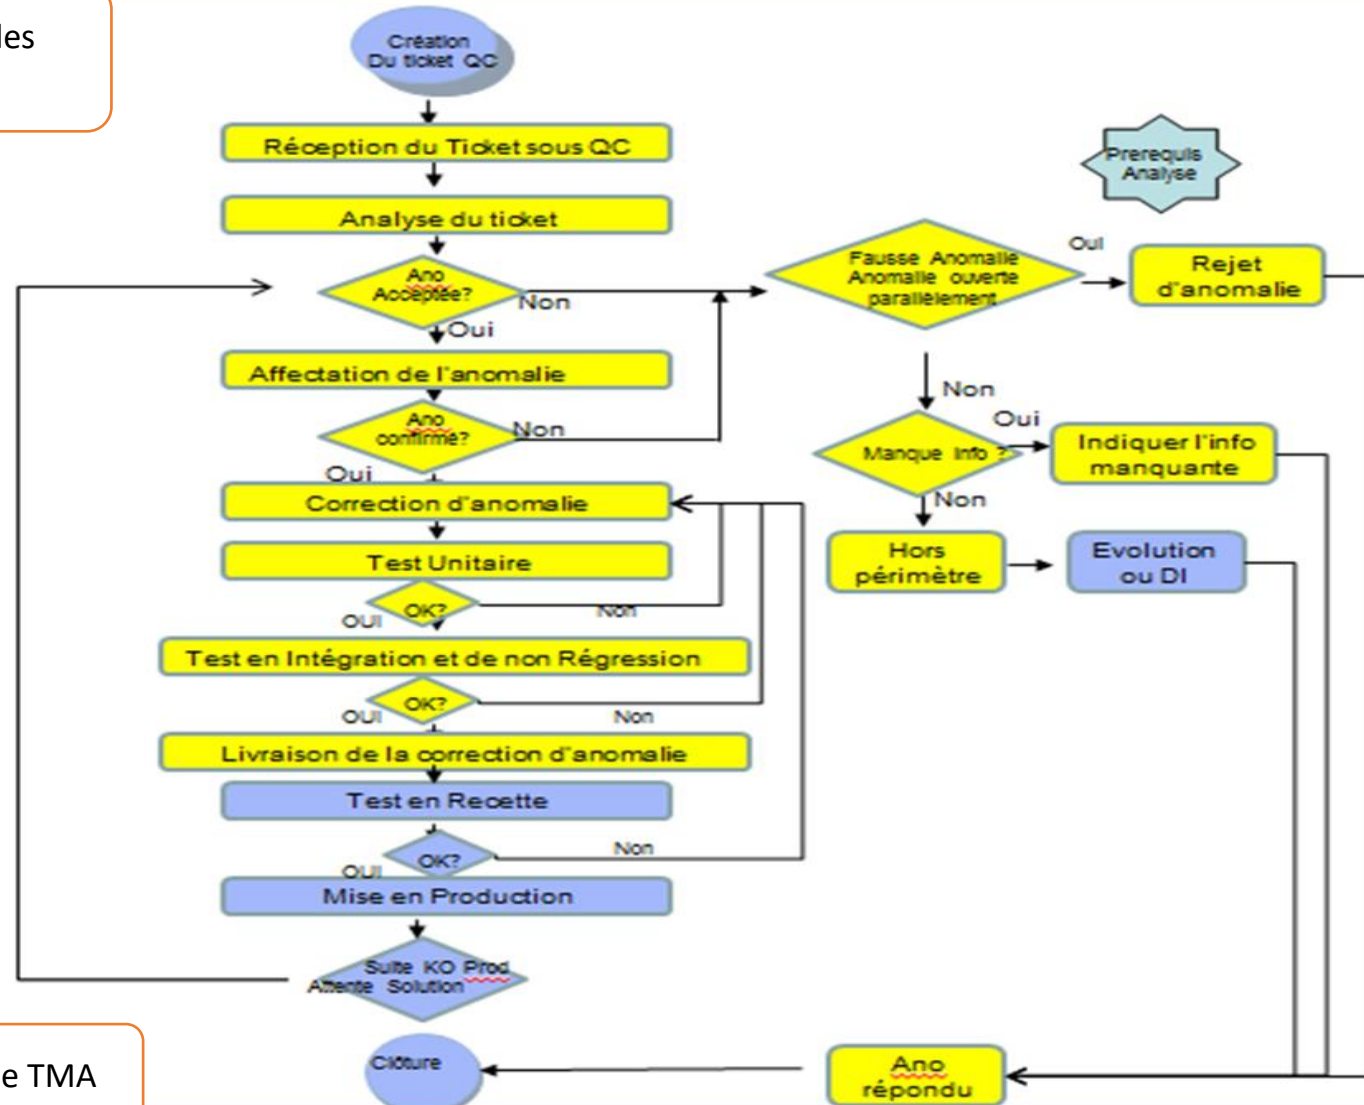 les
Création
Du ticket QC
Réception du Ticket sous QC
Prerequis
Analyse
Analyse du ticket
Ano
Acceptée?
Non
Oui
Fausse Anomalie
Anomalie ouverte
parallèlement
Oui
Rejet
d'anomalie
Affectation de l'anomalie
Ano
confirmé?
Non
Oui
Non
Manque Info ?
Oui
Indiquer l'info
manquante
Non
Correction d'anomalie
Hors
périmètre
Evolution
ou DI
Test Unitaire
OK?
OUI
Non
Test en Intégration et de non Régression
OK?
OUI
Non
Livraison de la correction d'anomalie
Test en Recette
OK?
OUI
Non
Mise en Production
Suite KO Prod
Attente Solution
Clôture
Ano
répondu
e TMA